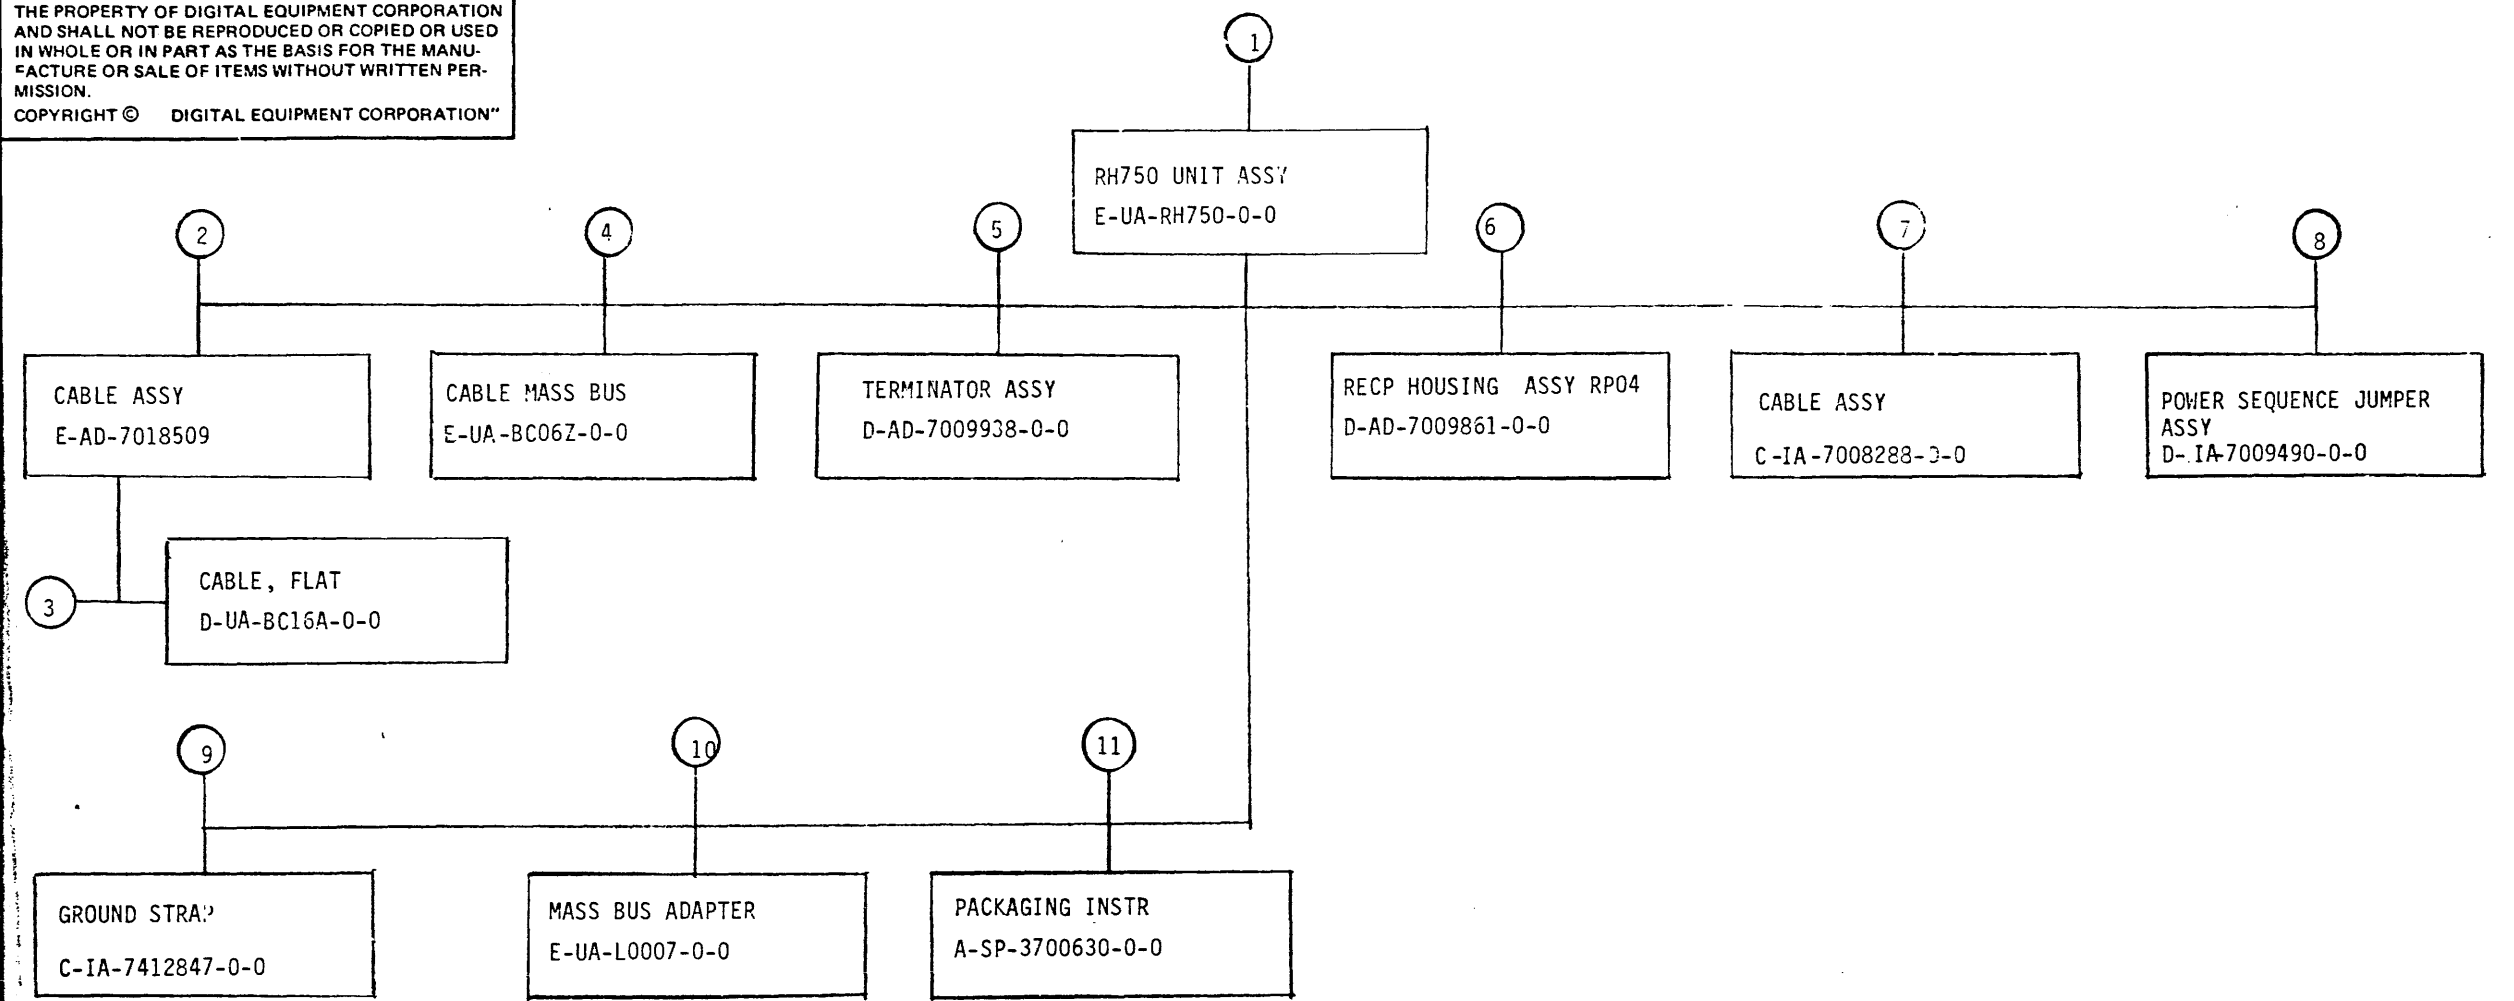 THE PROPERTY OF DIGITAL EQUIPMENT CORPORATION
AND SHALL NOT BE REPRODUCED OR COPIED OR USED
IN WHOLE OR IN PART AS THE BASIS FOR THE MANU-
FACTURE OR SALE OF ITEMS WITHOUT WRITTEN PER-
MISSION.
COPYRIGHT © DIGITAL EQUIPMENT CORPORATION"
1
RH750 UNIT ASSY
E-UA-RH750-0-0
2
4
5
6
7
8
CABLE ASSY
E-AD-7018509
CABLE MASS BUS
E-UA-BC06Z-0-0
TERMINATOR ASSY
D-AD-7009938-0-0
RECP HOUSING ASSY RP04
D-AD-7009861-0-0
CABLE ASSY
C-IA-7008288-0-0
POWER SEQUENCE JUMPER
ASSY
D-IA-7009490-0-0
3
CABLE, FLAT
D-UA-BC16A-0-0
9
10
11
GROUND STRAP
C-IA-7412847-0-0
MASS BUS ADAPTER
E-UA-L0007-0-0
PACKAGING INSTR
A-SP-3700630-0-0